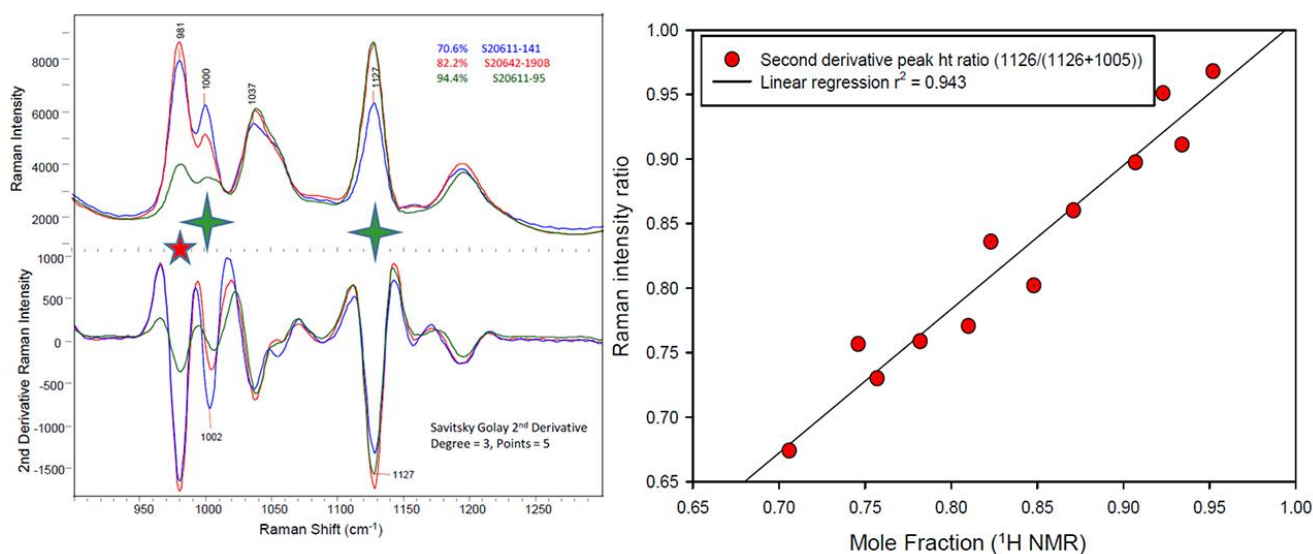 981
1000
1037
1127
70.6% S20611-141
82.2% S20642-190B
94.4% S20611-95
Raman Intensity
8000
6000
4000
2000
2nd Derivative Raman Intensity
1000
500
0
-500
-1000
-1500
1002
1127
Savitsky Golay 2nd Derivative
Degree = 3, Points = 5
950 1000 1050 1100 1150 1200 1250
Raman Shift (cm-1)
Second derivative peak ht ratio (1126/(1126+1005))
Linear regression r2 = 0.943
Raman intensity ratio
1.00
0.95
0.90
0.85
0.80
0.75
0.70
0.65
0.65 0.70 0.75 0.80 0.85 0.90 0.95 1.00
Mole Fraction (1H NMR)